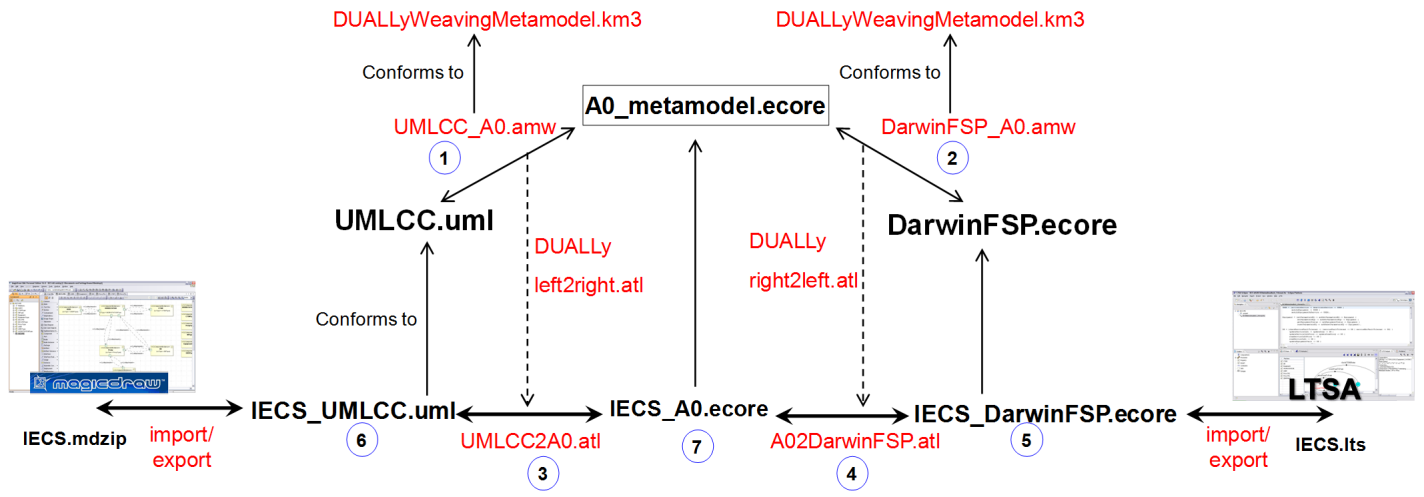 DUALLyWeavingMetamodel.km3
DUALLyWeavingMetamodel.km3
Conforms to
Conforms to
A0_metamodel.ecore
UMLCC_A0.amw
DarwinFSP_A0.amw
1
2
UMLCC.uml
DarwinFSP.ecore
DUALLy
left2right.atl
DUALLy
right2left.atl
Conforms to
magicdraw
LTSA
IECS_UMLCC.uml
IECS_A0.ecore
IECS_DarwinFSP.ecore
IECS.mdzip
import/
export
6
UMLCC2A0.atl
3
7
A02DarwinFSP.atl
4
5
import/
export
IECS.lts